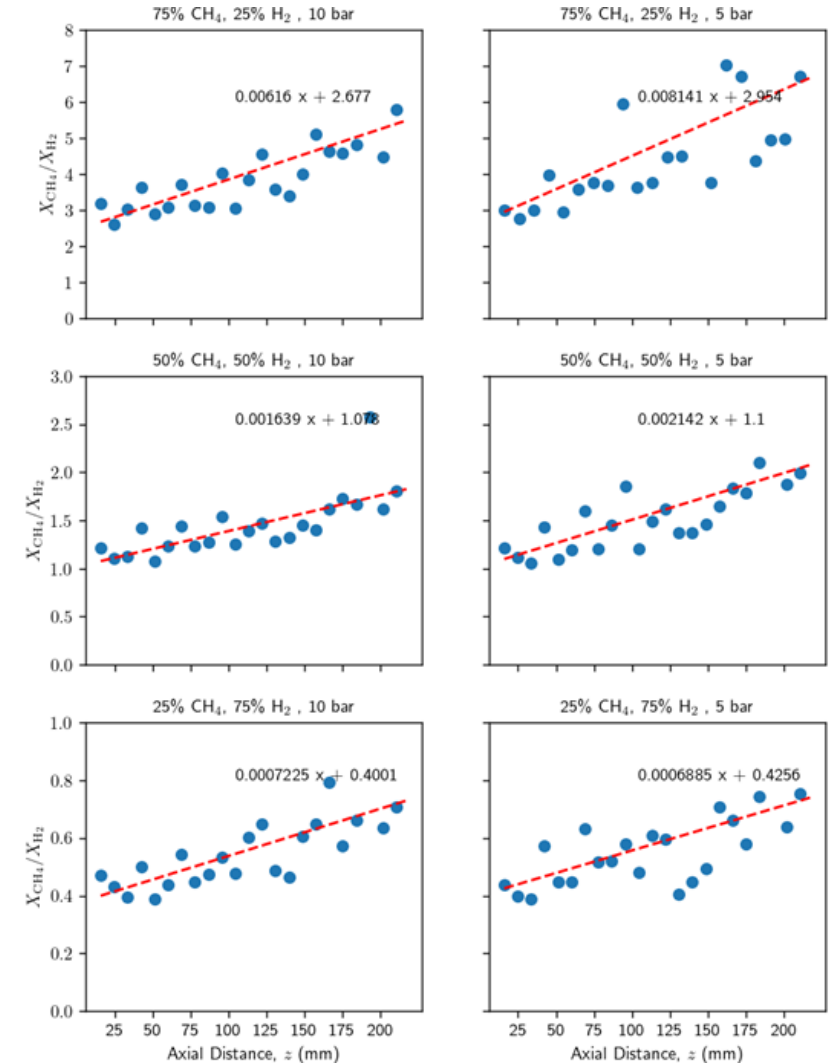 75% CH₄, 25% H₂ , 10 bar
8
7
6
5
4
3
2
1
0
X_CH₄/X_H₂
0.00616 x + 2.677
75% CH₄, 25% H₂ , 5 bar
0.008141 x + 2.954
50% CH₄, 50% H₂ , 10 bar
3.0
2.5
2.0
1.5
1.0
0.5
0.0
X_CH₄/X_H₂
0.001639 x + 1.078
50% CH₄, 50% H₂ , 5 bar
0.002142 x + 1.1
25% CH₄, 75% H₂ , 10 bar
1.0
0.8
0.6
0.4
0.2
0.0
X_CH₄/X_H₂
0.0007225 x + 0.4001
25 50 75 100 125 150 175 200
Axial Distance, z (mm)
25% CH₄, 75% H₂ , 5 bar
0.0006885 x + 0.4256
25 50 75 100 125 150 175 200
Axial Distance, z (mm)